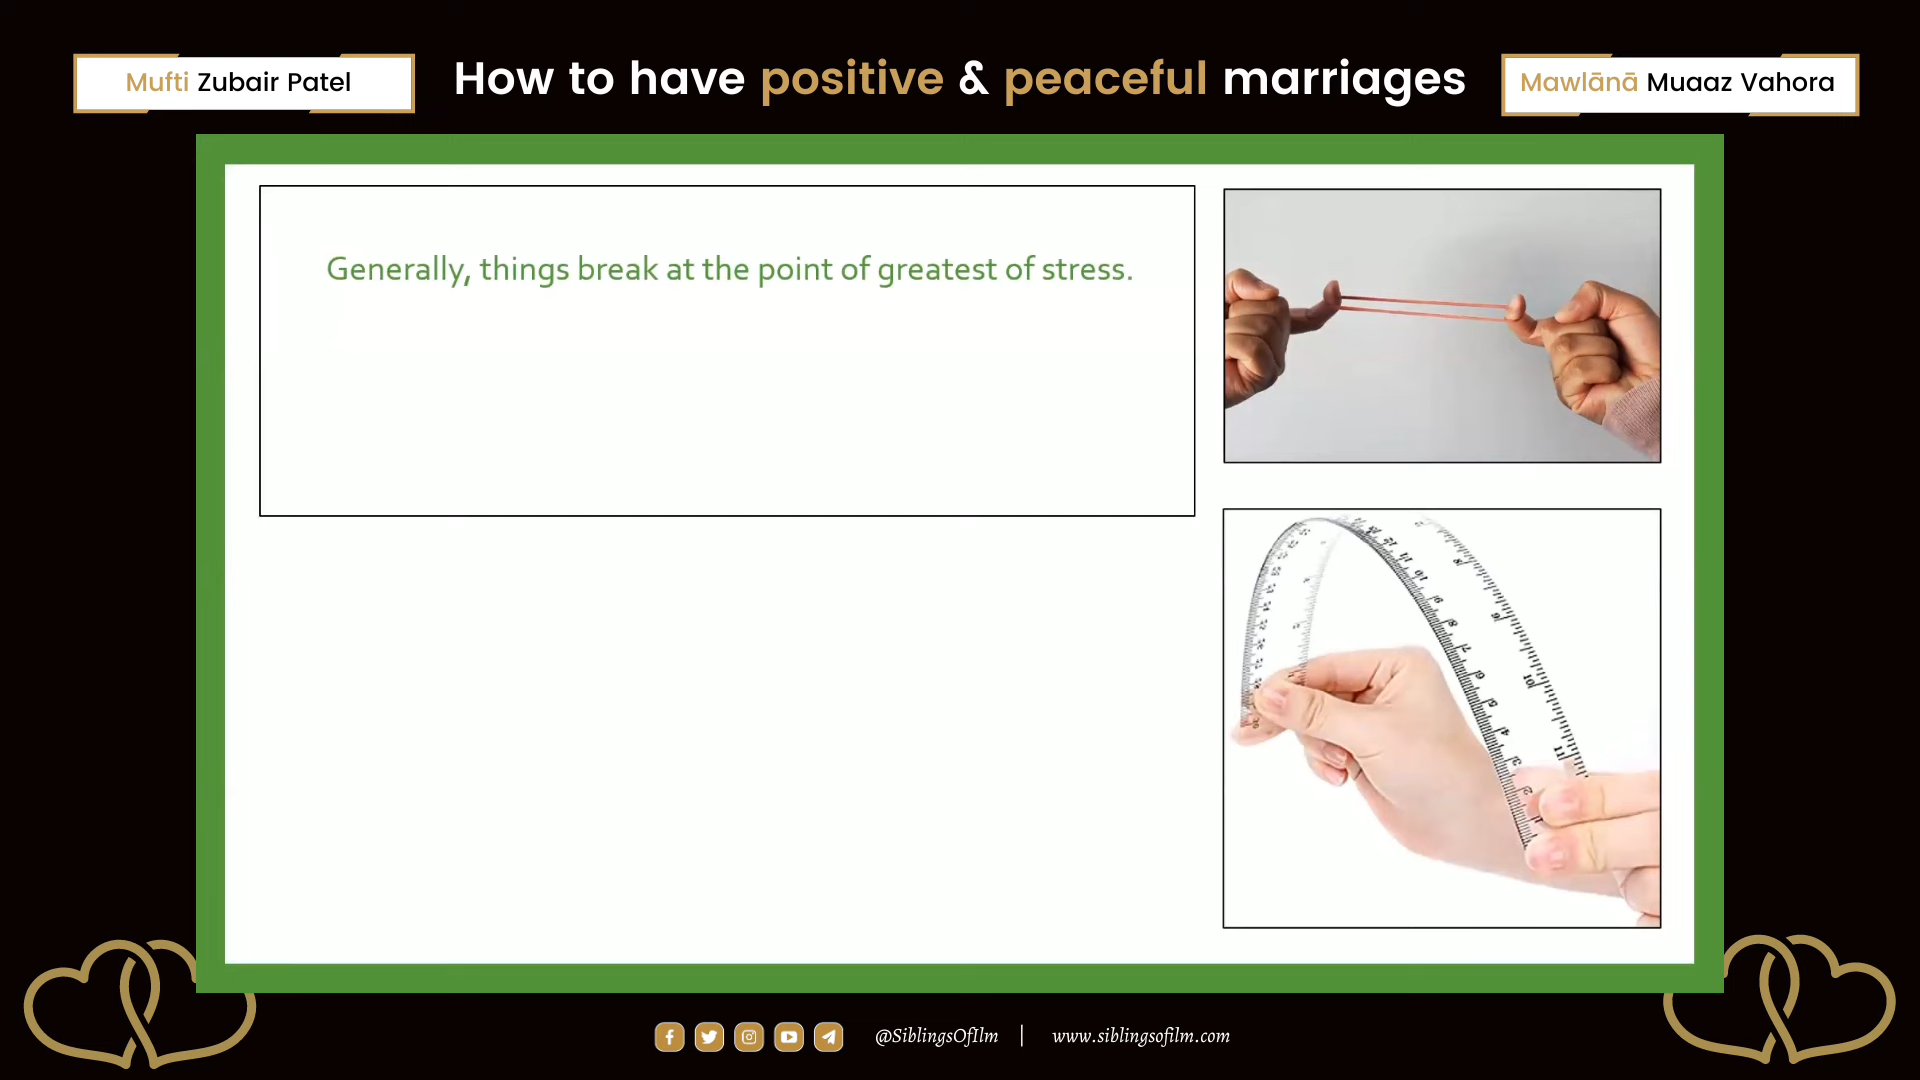 Mufti Zubair Patel
How to have positive & peaceful marriages
Mawlānā Muaaz Vahora
Generally, things break at the point of greatest of stress.
@SiblingsOfIlm | www.siblingsofilm.com